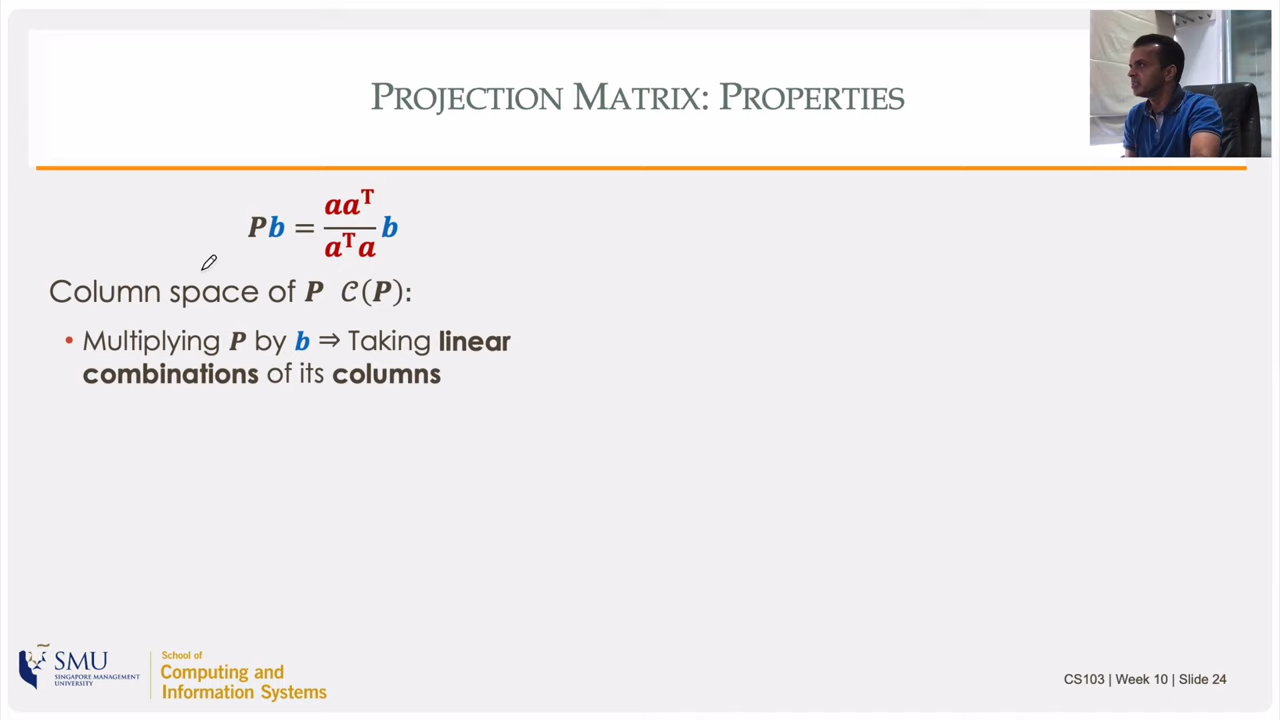 PROJECTION MATRIX: PROPERTIES
Pb = aaᵀ/aᵀa b
Column space of P 𝒞(P):
• Multiplying P by b ⇒ Taking linear
combinations of its columns
SMU
SINGAPORE MANAGEMENT
UNIVERSITY
School of
Computing and
Information Systems
CS103 | Week 10 | Slide 24